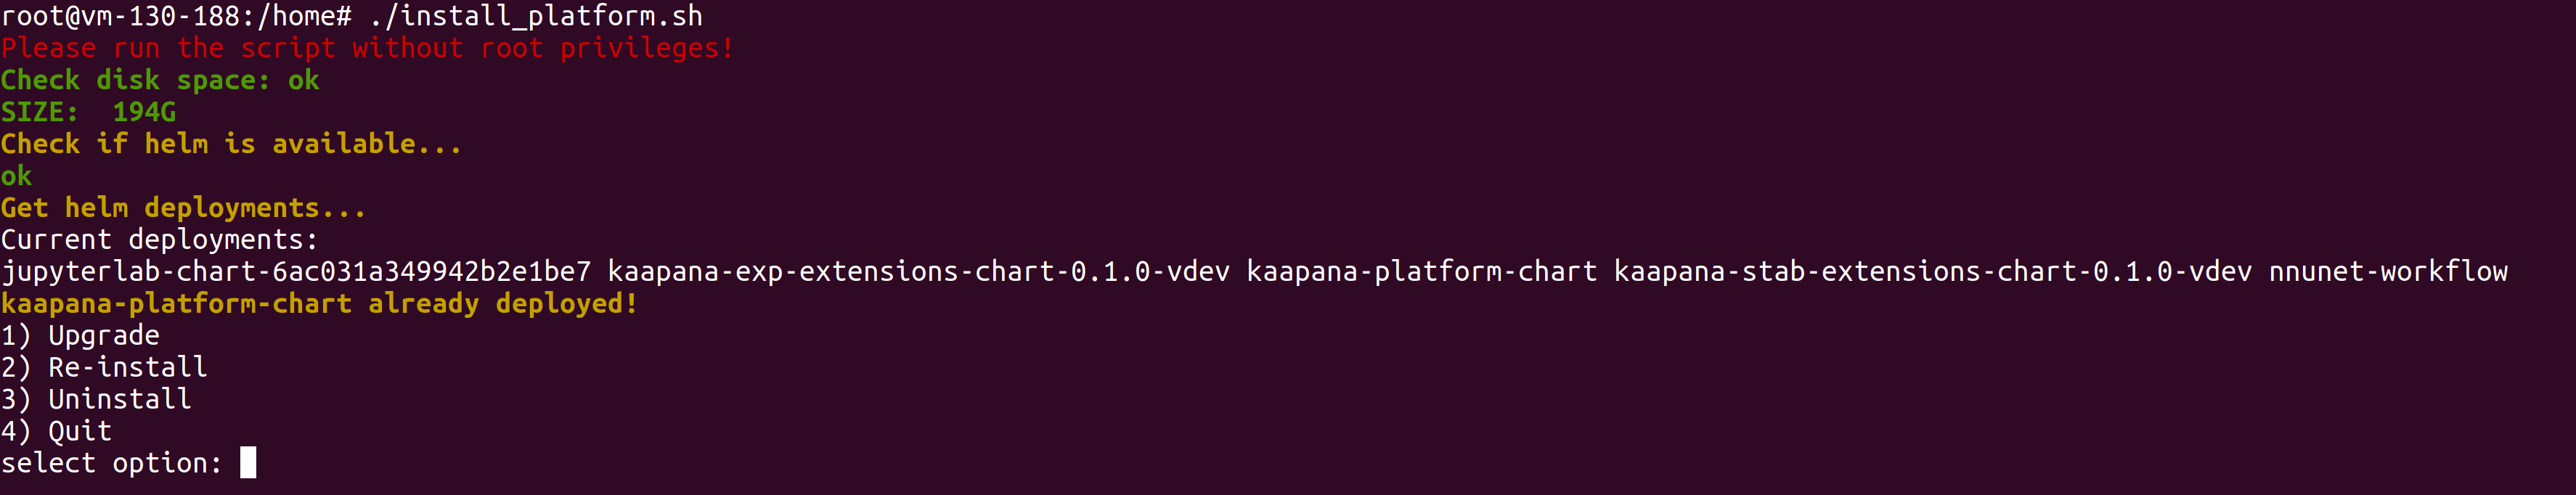 root@vm-130-188:/home# ./install_platform.sh
Please run the script without root privileges!
Check disk space: ok
SIZE:  194G
Check if helm is available...
ok
Get helm deployments...
Current deployments:
jupyterlab-chart-6ac031a349942b2e1be7 kaapana-exp-extensions-chart-0.1.0-vdev kaapana-platform-chart kaapana-stab-extensions-chart-0.1.0-vdev nnunet-workflow
kaapana-platform-chart already deployed!
1) Upgrade
2) Re-install
3) Uninstall
4) Quit
select option: